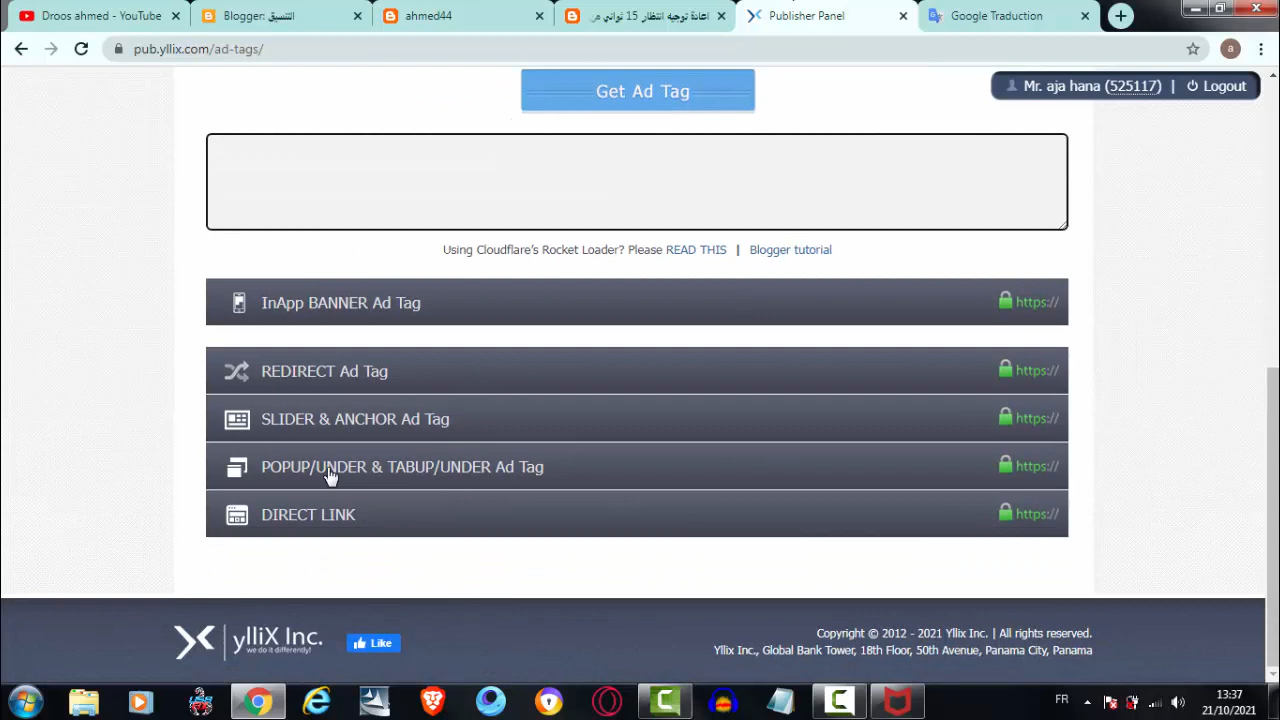 Droos ahmed - YouTube
Blogger: التنسيق
ahmed44
اعادة توجيه انتظار 15 ثواني من
Publisher Panel
Google Traduction
pub.yllix.com/ad-tags/
a
Get Ad Tag
Mr. aja hana (525117) | Logout
Using Cloudflare's Rocket Loader? Please READ THIS | Blogger tutorial
InApp BANNER Ad Tag https://
REDIRECT Ad Tag https://
SLIDER & ANCHOR Ad Tag https://
POPUP/UNDER & TABUP/UNDER Ad Tag https://
DIRECT LINK https://
yllix Inc.
we do it differently!
Like
Copyright © 2012 - 2021 Yllix Inc. | All rights reserved.
Yllix Inc., Global Bank Tower, 18th Floor, 50th Avenue, Panama City, Panama
FR
13:37
21/10/2021